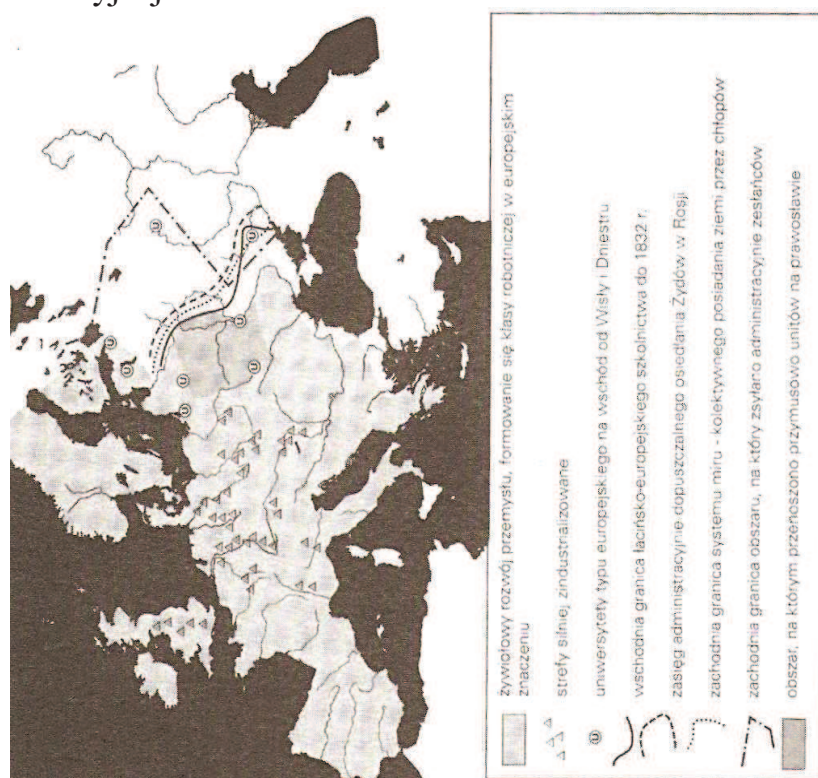 żywiołowy rozwój przemysłu, formowanie się klasy robotniczej w europejskim
znaczeniu
strefy silniej zindustrializowane
uniwersytety typu europejskiego na wschód od Wisły i Dniestru
wschodnia granica łacińsko-europejskiego szkolnictwa do 1832 r.
zasięg administracyjnie dopuszczalnego osiedlania Żydów w Rosji
zachodnia granica systemu miru - kolektywnego posiadania ziemi przez chłopów
zachodnia granica obszaru, na który zsyłano administracyjnie zesłańców
obszar, na którym przenoszono przymusowo unitów na prawosławie